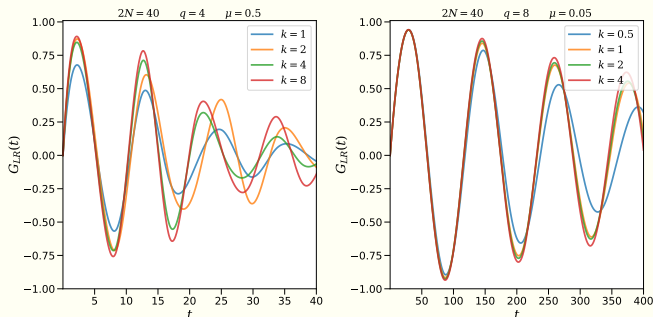 2N = 40 q = 4 μ = 0.5
1.00
0.75
0.50
0.25
0.00
−0.25
−0.50
−0.75
−1.00
G_LR(t)
k = 1
k = 2
k = 4
k = 8
5 10 15 20 25 30 35 40
t
2N = 40 q = 8 μ = 0.05
1.00
0.75
0.50
0.25
0.00
−0.25
−0.50
−0.75
−1.00
G_LR(t)
k = 0.5
k = 1
k = 2
k = 4
50 100 150 200 250 300 350 400
t